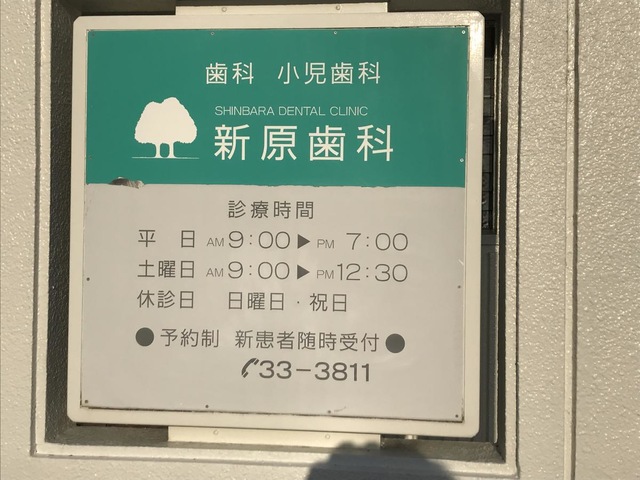 歯科 小児歯科
SHINBARA DENTAL CLINIC
新原歯科
診療時間
平 日 AM 9:00 ▶ PM 7:00
土曜日 AM 9:00 ▶ PM 12:30
休診日 日曜日・祝日
●予約制 新患者随時受付●
33-3811